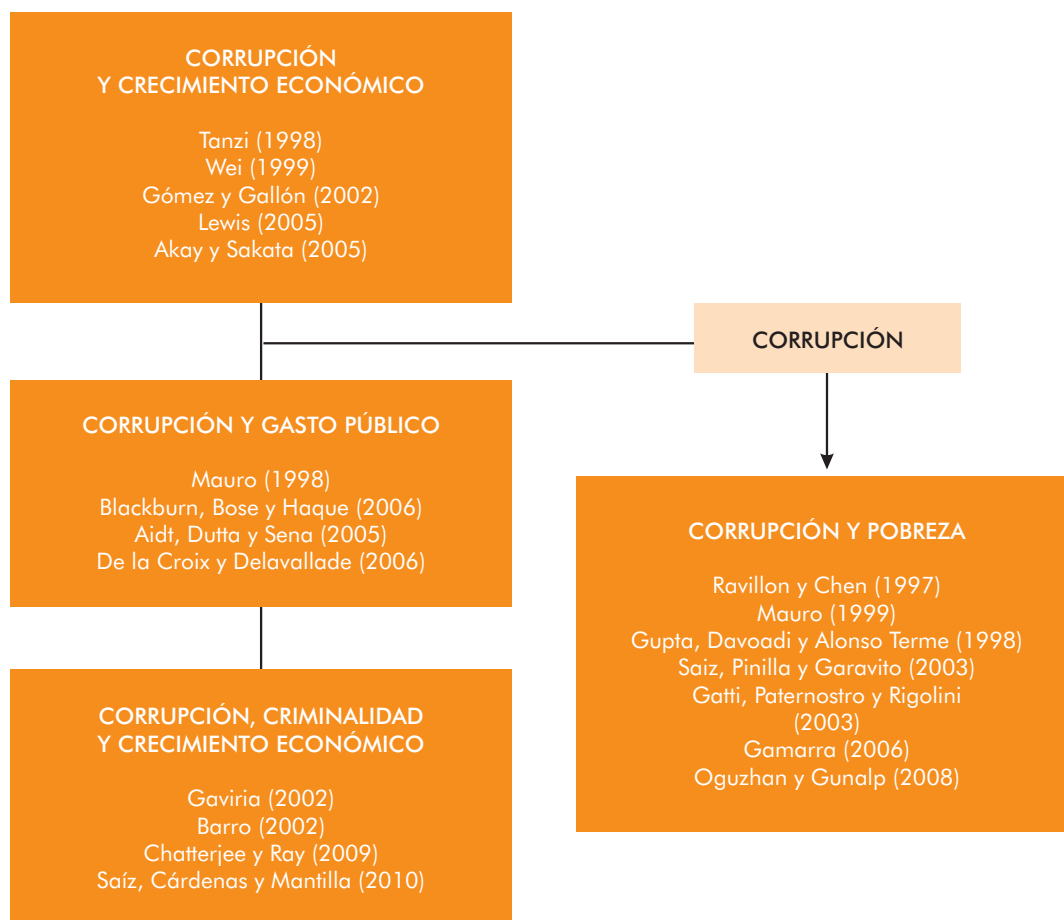 CORRUPCIÓN
Y CRECIMIENTO ECONÓMICO
Tanzi (1998)
Wei (1999)
Gómez y Gallón (2002)
Lewis (2005)
Akay y Sakata (2005)
CORRUPCIÓN
CORRUPCIÓN Y GASTO PÚBLICO
Mauro (1998)
Blackburn, Bose y Haque (2006)
Aidt, Dutta y Sena (2005)
De la Croix y Delavallade (2006)
CORRUPCIÓN Y POBREZA
Ravillon y Chen (1997)
Mauro (1999)
Gupta, Davoadi y Alonso Terme (1998)
Saiz, Pinilla y Garavito (2003)
Gatti, Paternostro y Rigolini
(2003)
Gamarra (2006)
Oguzhan y Gunalp (2008)
CORRUPCIÓN, CRIMINALIDAD
Y CRECIMIENTO ECONÓMICO
Gaviria (2002)
Barro (2002)
Chatterjee y Ray (2009)
Saíz, Cárdenas y Mantilla (2010)